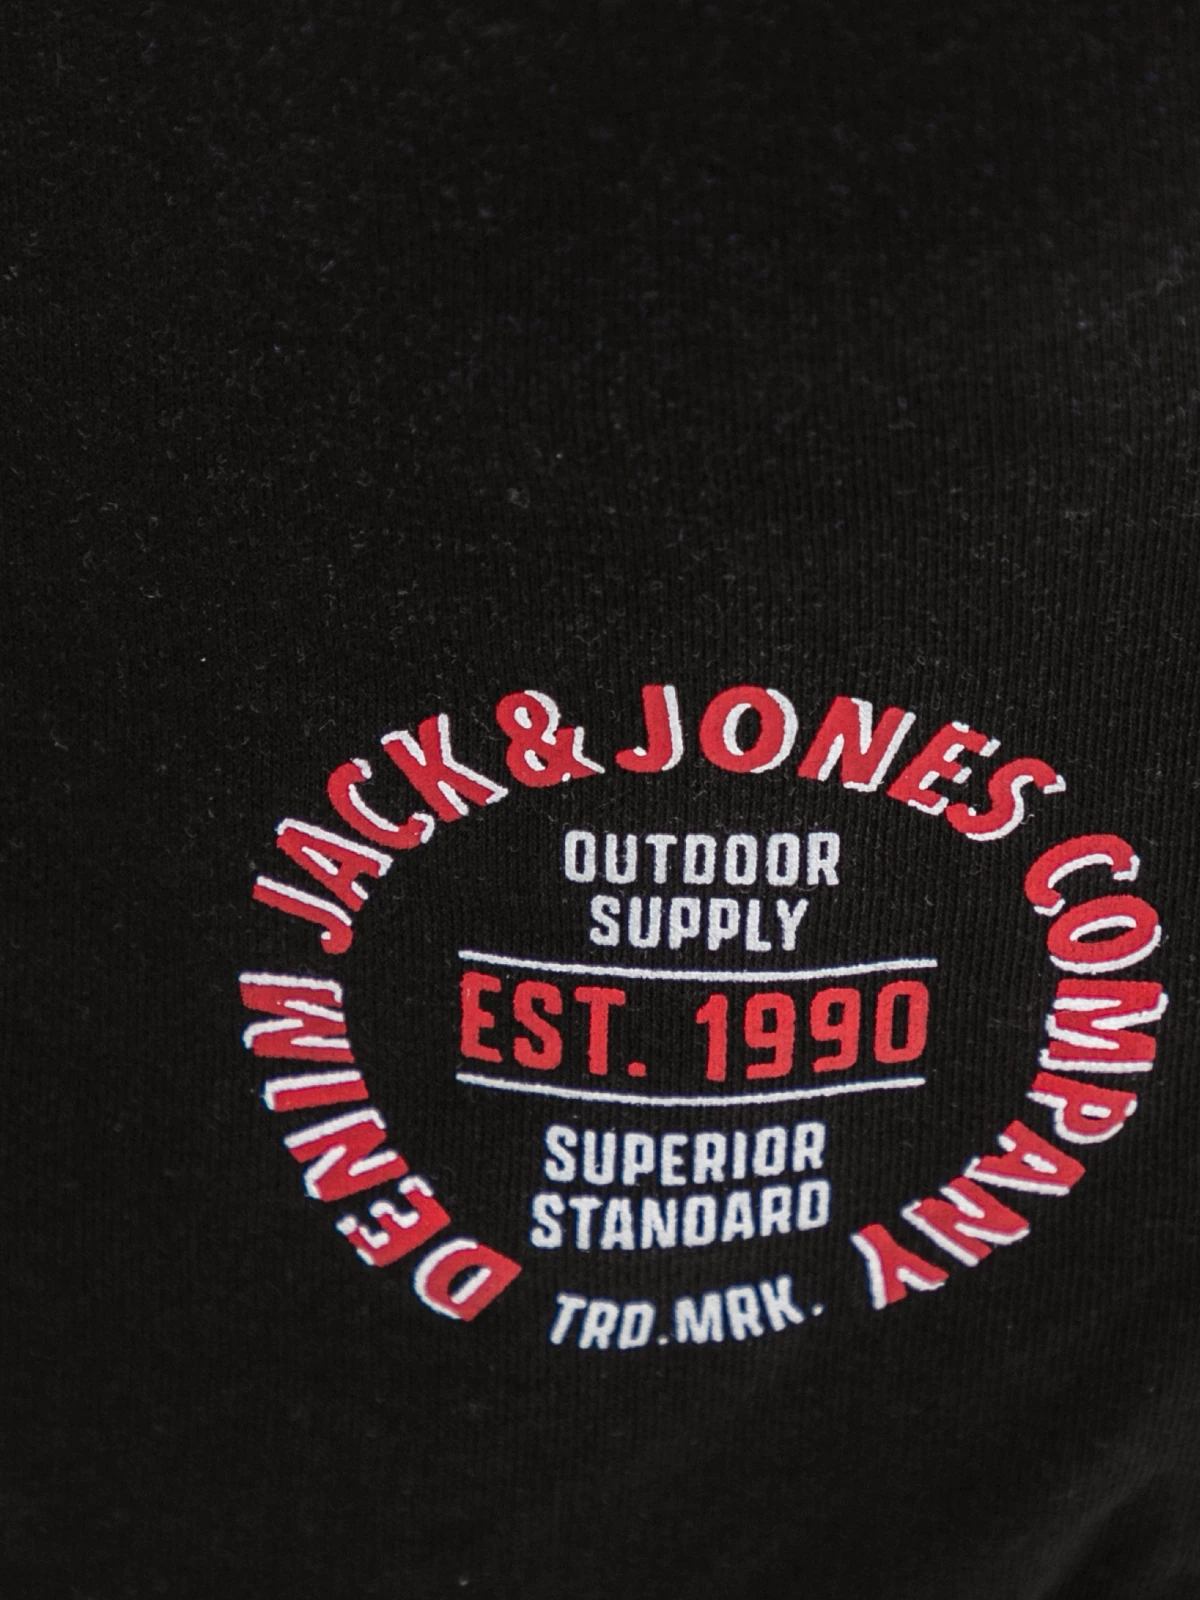 DENIM JACK & JONES COMPANY
OUTDOOR
SUPPLY
EST. 1990
SUPERIOR
STANDARD
TRD.MRK.